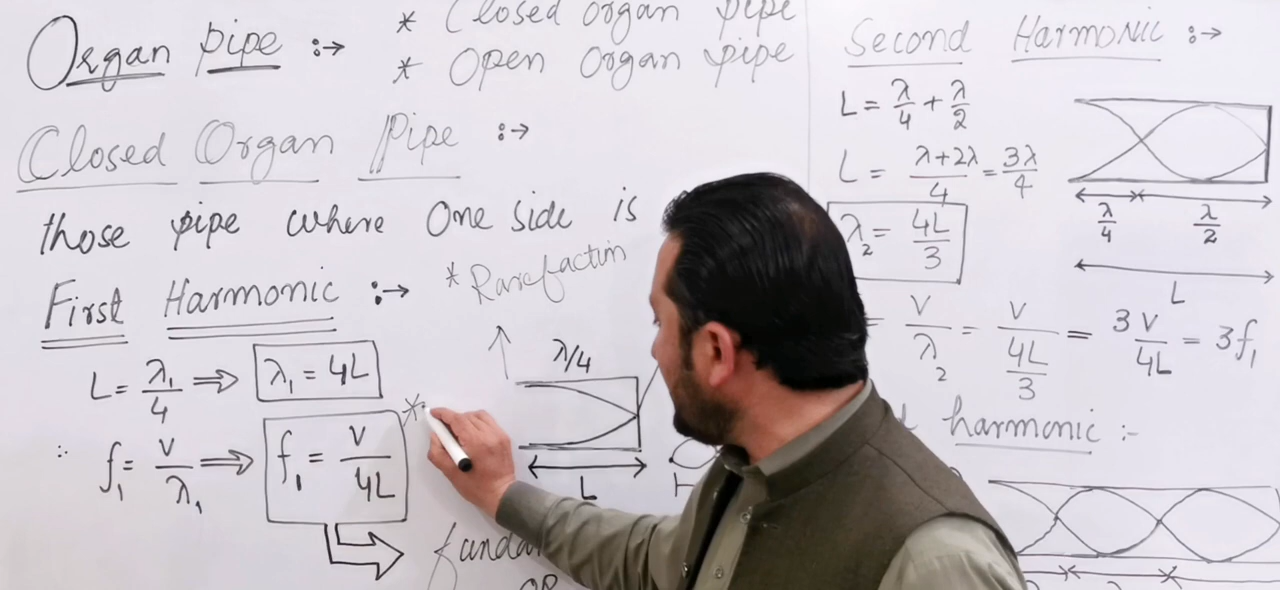 Organ pipe :→
* Closed organ pipe
* Open organ pipe
Closed Organ Pipe :→
those pipe where One side is
First Harmonic :→
* Rarefaction
L = λ₁/4 ⇒ λ₁ = 4L
∴ f₁ = V/λ₁ ⇒ f₁ = V/4L
*
λ/4
L
Second Harmonic :→
L = λ/4 + λ/2
L = λ+2λ/4 = 3λ/4
λ₂ = 4L/3
λ/4 λ/2
L
= V/λ₂ = V/4L/3 = 3V/4L = 3f₁
harmonic :-